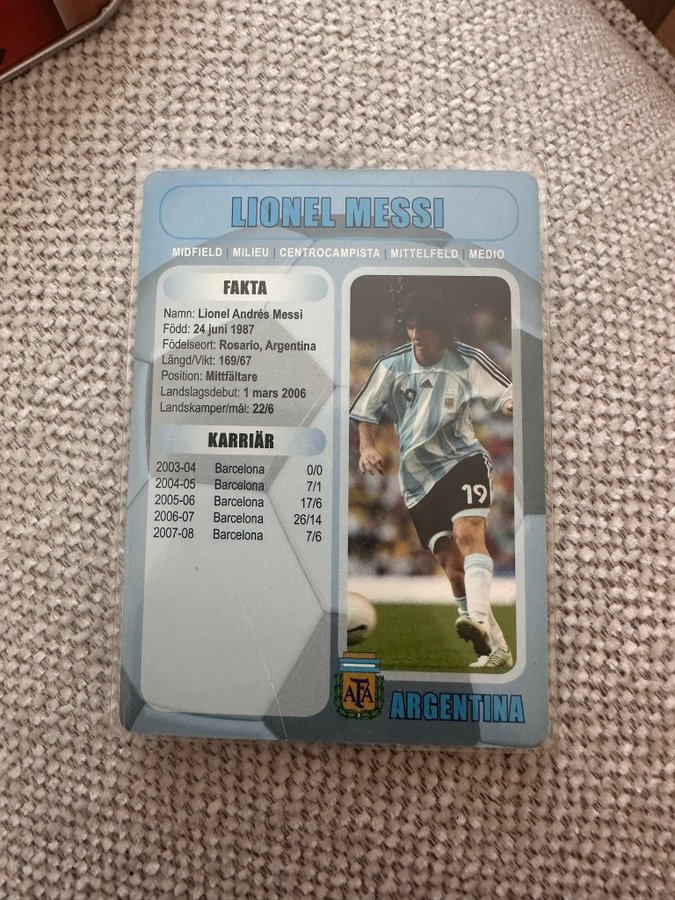 LIONEL MESSI
MIDFIELD | MILIEU | CENTROCAMPISTA | MITTELFELD | MEDIO
FAKTA
Namn: Lionel Andrés Messi
Född: 24 juni 1987
Födelseort: Rosario, Argentina
Längd/Vikt: 169/67
Position: Mittfältare
Landslagsdebut: 1 mars 2006
Landskamper/mål: 22/6
KARRIÄR
2003-04 Barcelona 0/0
2004-05 Barcelona 7/1
2005-06 Barcelona 17/6
2006-07 Barcelona 26/14
2007-08 Barcelona 7/6
adidas
19
19
AFA
ARGENTINA